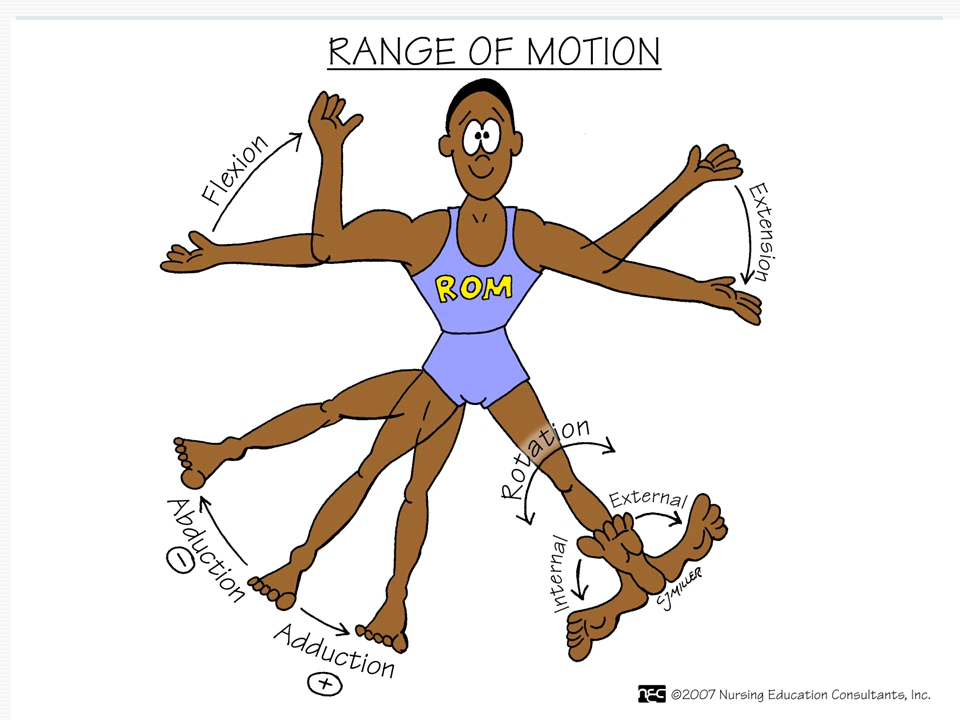 RANGE OF MOTION
Flexion
Extension
ROM
Rotation
External
Internal
Abduction
−
Adduction
+
CJMILLER
nec ©2007 Nursing Education Consultants, Inc.